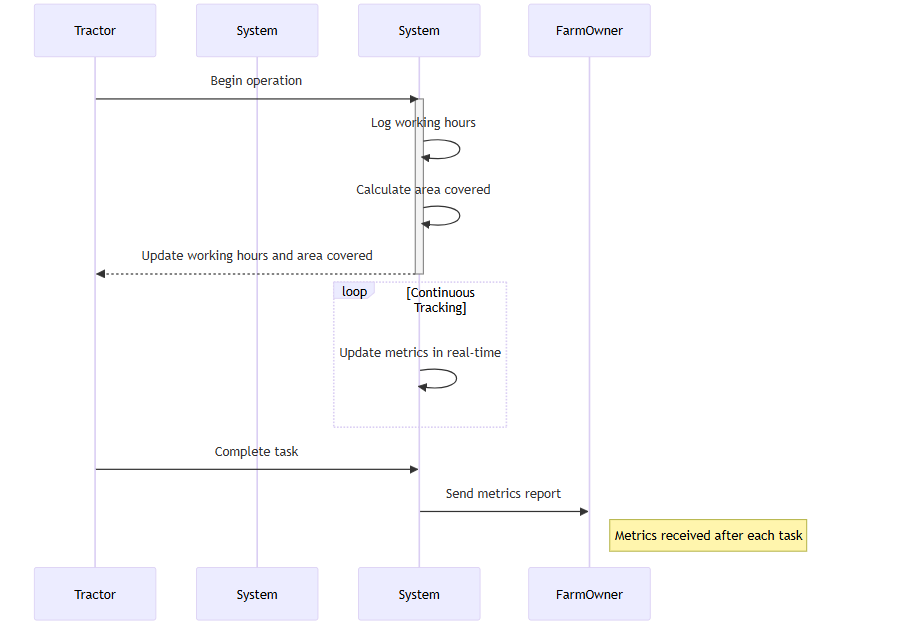 Tractor
System
System
FarmOwner
Begin operation
Log working hours
Calculate area covered
Update working hours and area covered
loop
[Continuous
Tracking]
Update metrics in real-time
Complete task
Send metrics report
Metrics received after each task
Tractor
System
System
FarmOwner